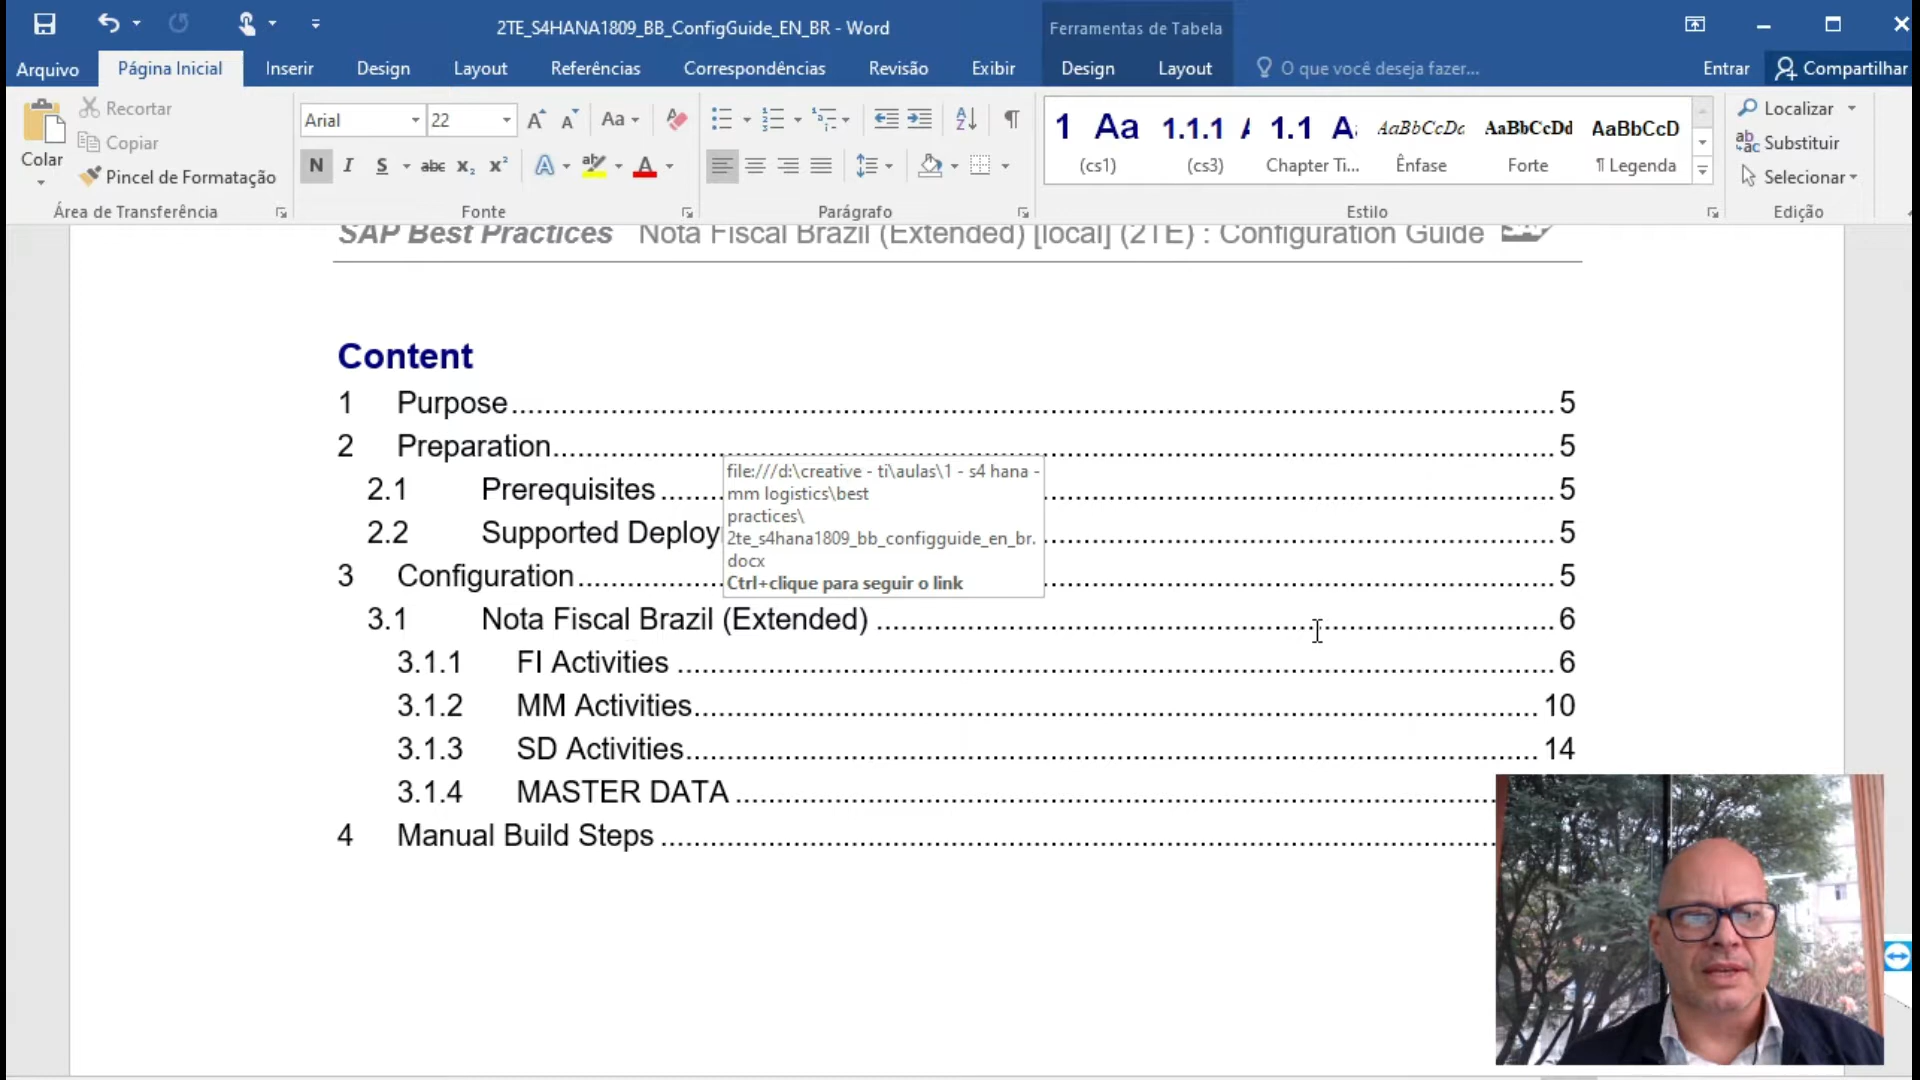 2TE_S4HANA1809_BB_ConfigGuide_EN_BR - Word
Ferramentas de Tabela
Arquivo Página Inicial Inserir Design Layout Referências Correspondências Revisão Exibir Design Layout O que você deseja fazer... Entrar Compartilhar
Colar
Recortar
Copiar
Pincel de Formatação
Área de Transferência
Arial 22 Aa
N I S abc x₂ x² A A
Fonte
Parágrafo
1 Aa
(cs1)
1.1.1
(cs3)
1.1 A
Chapter Ti...
AaBbCcDc
Ênfase
AaBbCcDd
Forte
AaBbCcD
¶ Legenda
Estilo
Localizar
Substituir
Selecionar
Edição
SAP Best Practices Nota Fiscal Brazil (Extended) [local] (2TE) : Configuration Guide
Content
1 Purpose 5
2 Preparation 5
2.1 Prerequisites 5
2.2 Supported Deploy 5
3 Configuration 5
3.1 Nota Fiscal Brazil (Extended) 6
3.1.1 FI Activities 6
3.1.2 MM Activities 10
3.1.3 SD Activities 14
3.1.4 MASTER DATA
4 Manual Build Steps
file:///d:\creative - ti\aulas\1 - s4 hana -
mm logistics\best
practices\
2te_s4hana1809_bb_configguide_en_br.
docx
Ctrl+clique para seguir o link